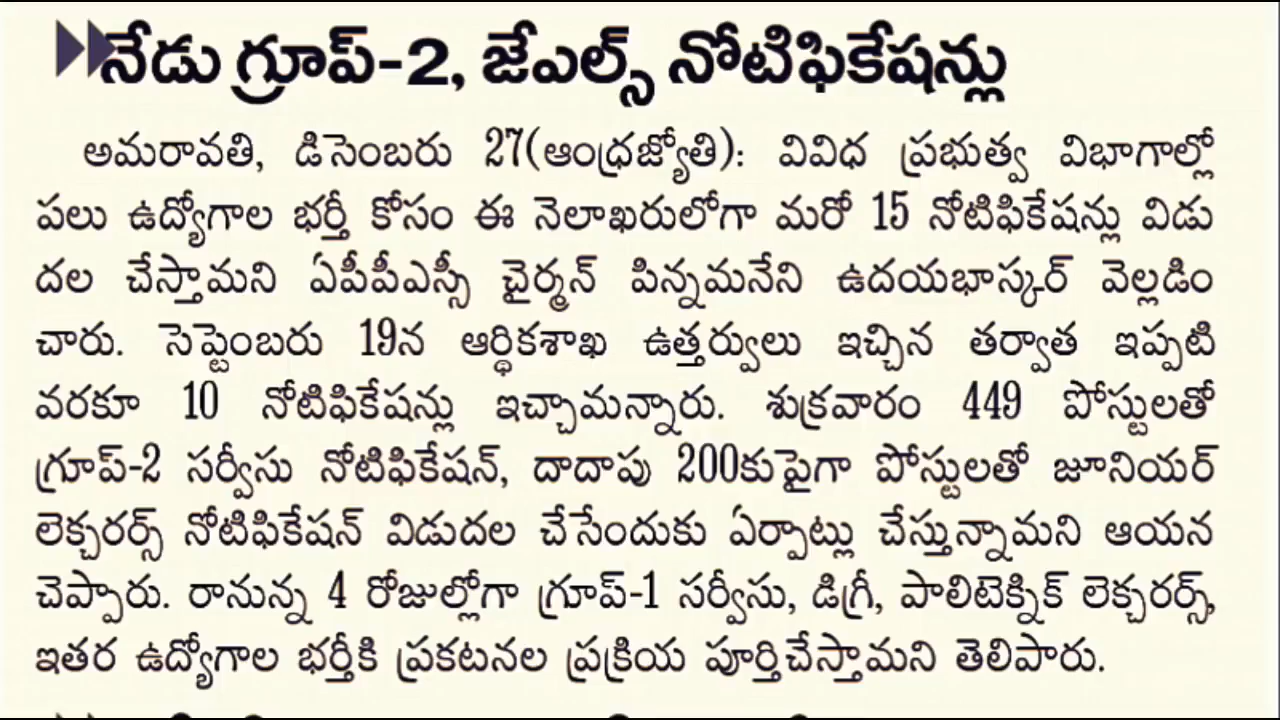 నేడు గ్రూప్-2, జేఎల్స్ నోటిఫికేషన్లు
అమరావతి, డిసెంబరు 27(ఆంధ్రజ్యోతి): వివిధ ప్రభుత్వ విభాగాల్లో
పలు ఉద్యోగాల భర్తీ కోసం ఈ నెలాఖరులోగా మరో 15 నోటిఫికేషన్లు విడు
దల చేస్తామని ఏపీపీఎస్సీ చైర్మన్ పిన్నమనేని ఉదయభాస్కర్ వెల్లడిం
చారు. సెప్టెంబరు 19న ఆర్థికశాఖ ఉత్తర్వులు ఇచ్చిన తర్వాత ఇప్పటి
వరకూ 10 నోటిఫికేషన్లు ఇచ్చామన్నారు. శుక్రవారం 449 పోస్టులతో
గ్రూప్-2 సర్వీసు నోటిఫికేషన్, దాదాపు 200కుపైగా పోస్టులతో జూనియర్
లెక్చరర్స్ నోటిఫికేషన్ విడుదల చేసేందుకు ఏర్పాట్లు చేస్తున్నామని ఆయన
చెప్పారు. రానున్న 4 రోజుల్లోగా గ్రూప్-1 సర్వీసు, డిగ్రీ, పాలిటెక్నిక్ లెక్చరర్స్,
ఇతర ఉద్యోగాల భర్తీకి ప్రకటనల ప్రక్రియ పూర్తిచేస్తామని తెలిపారు.